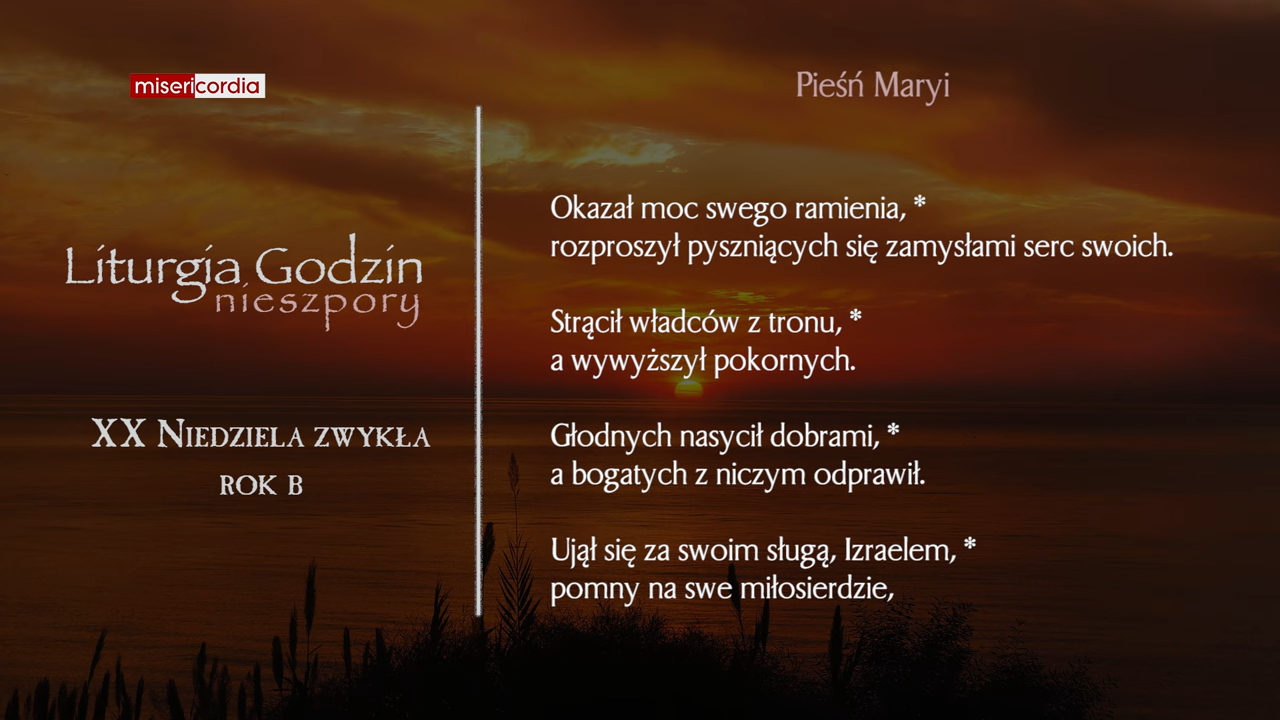 misericordia
Liturgia Godzin
nieszpory
XX Niedziela zwykła
rok B
Pieśń Maryi
Okazał moc swego ramienia, *
rozproszył pyszniących się zamysłami serc swoich.
Strącił władców z tronu, *
a wywyższył pokornych.
Głodnych nasycił dobrami, *
a bogatych z niczym odprawił.
Ujął się za swoim sługą, Izraelem, *
pomny na swe miłosierdzie,